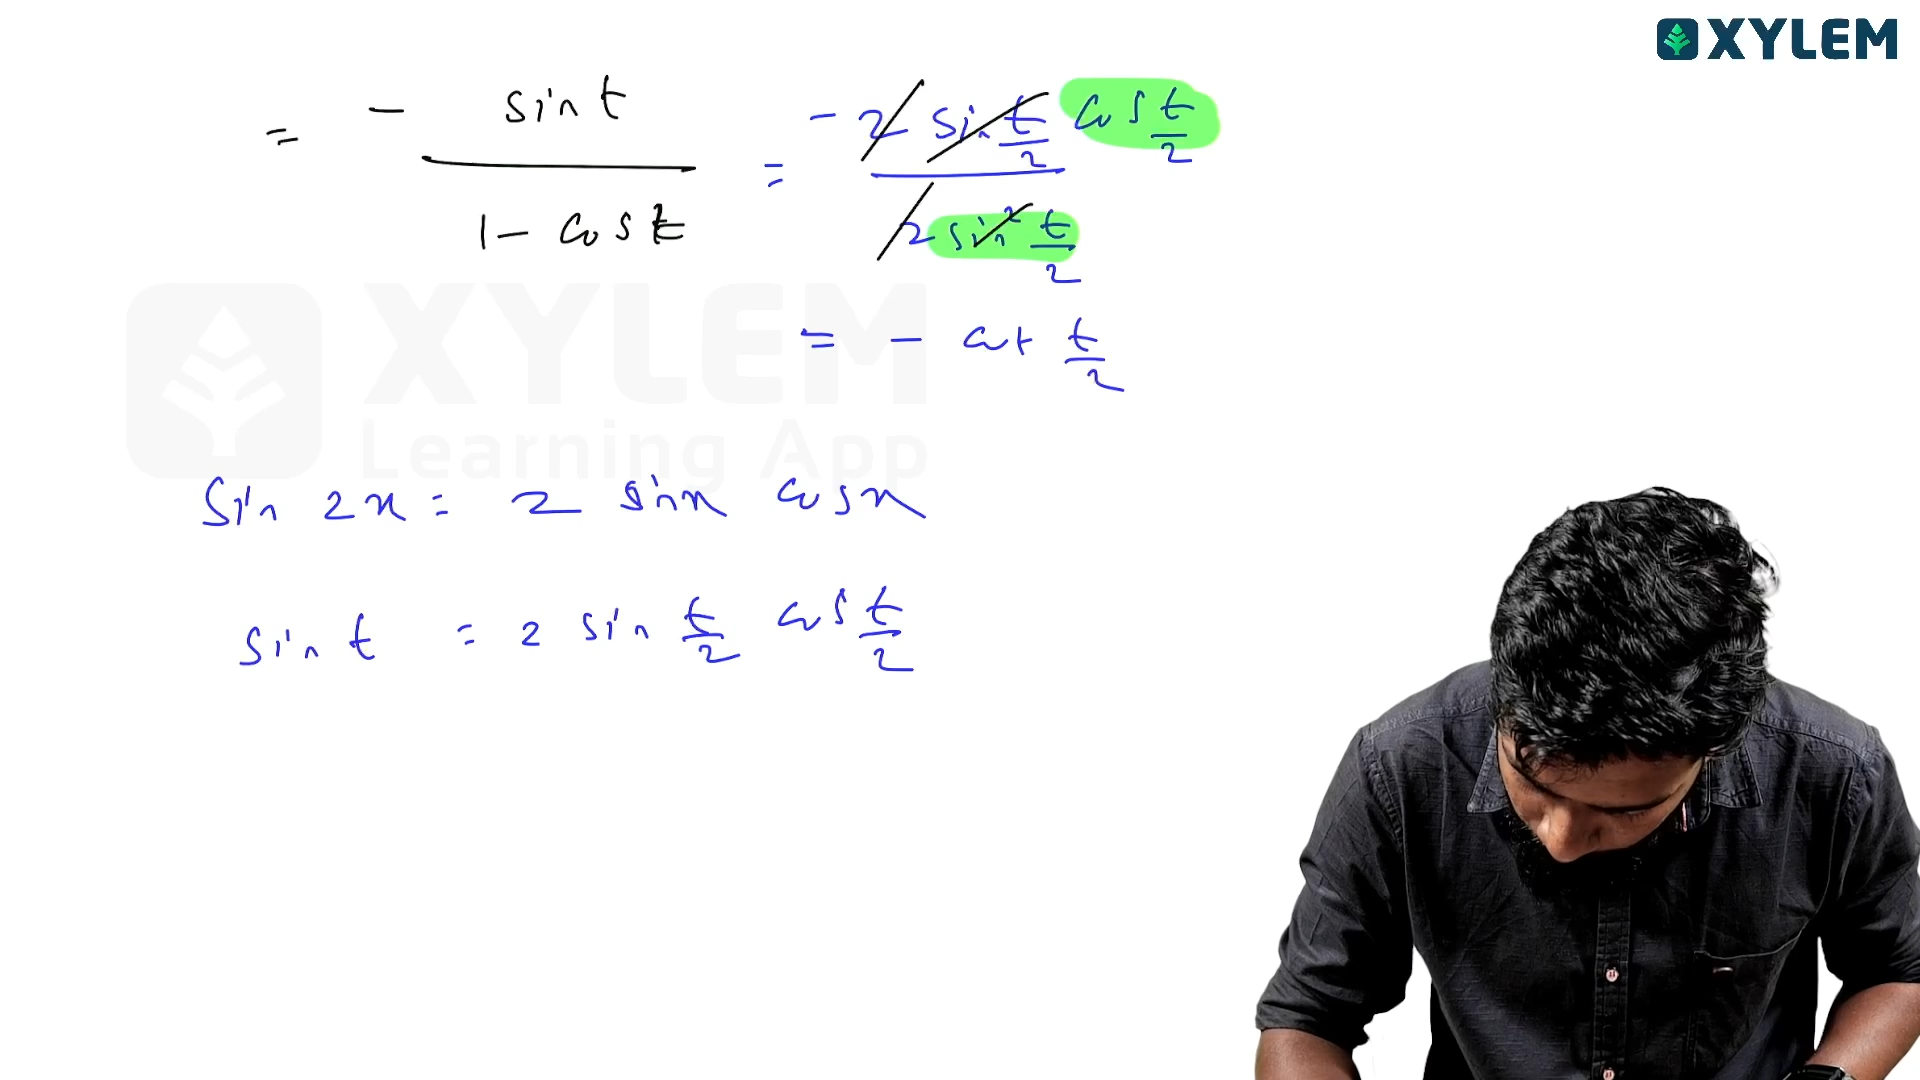 XYLEM
= - sin t / 1 - cos t = - 2 sin t/2 cos t/2 / 2 sin² t/2
= - cot t/2
XYLEM
Learning App
Sin 2x = 2 sinx cosx
sin t = 2 sin t/2 cos t/2